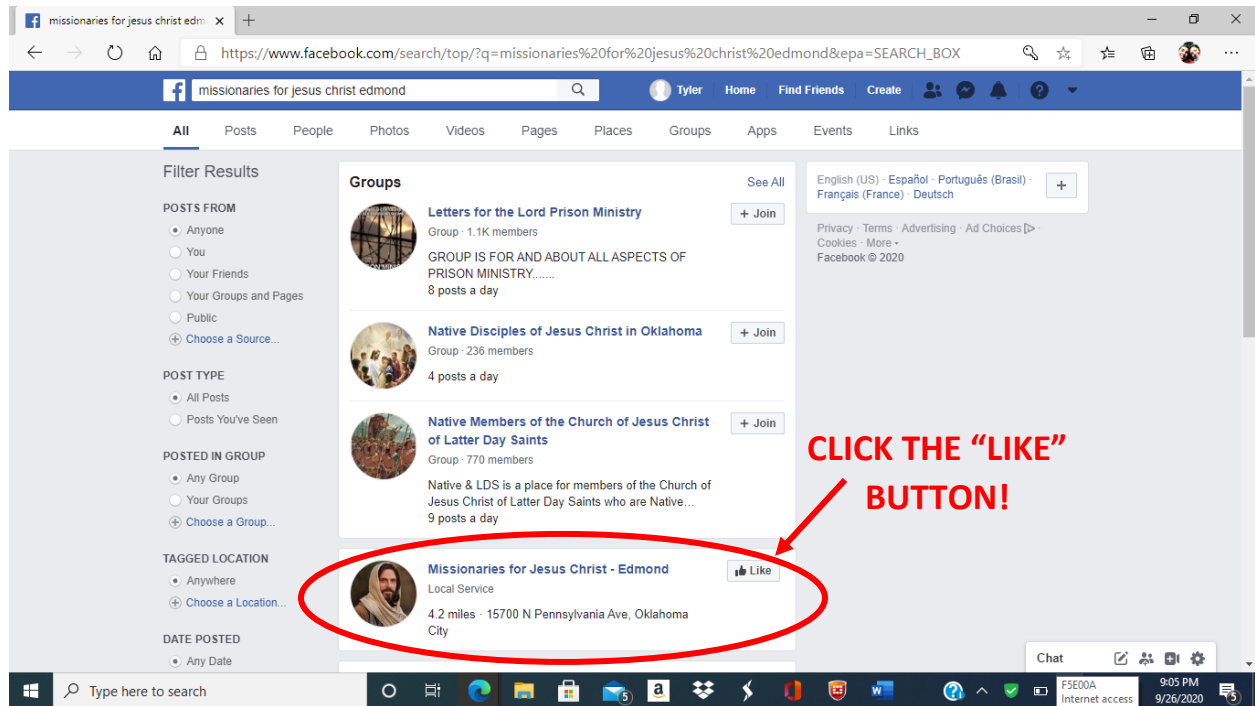 missionaries for jesus christ edm
https://www.facebook.com/search/top/?q=missionaries%20for%20jesus%20christ%20edmond&epa=SEARCH_BOX
missionaries for jesus christ edmond
Tyler Home Find Friends Create
All Posts People Photos Videos Pages Places Groups Apps Events Links
Filter Results
POSTS FROM
Anyone
You
Your Friends
Your Groups and Pages
Public
Choose a Source...
POST TYPE
All Posts
Posts You've Seen
POSTED IN GROUP
Any Group
Your Groups
Choose a Group...
TAGGED LOCATION
Anywhere
Choose a Location...
DATE POSTED
Any Date
Groups See All
Letters for the Lord Prison Ministry + Join
Group · 1.1K members
GROUP IS FOR AND ABOUT ALL ASPECTS OF
PRISON MINISTRY.......
8 posts a day
Native Disciples of Jesus Christ in Oklahoma + Join
Group · 236 members
4 posts a day
Native Members of the Church of Jesus Christ + Join
of Latter Day Saints
Group · 770 members
Native & LDS is a place for members of the Church of
Jesus Christ of Latter Day Saints who are Native…
9 posts a day
Missionaries for Jesus Christ - Edmond Like
Local Service
4.2 miles · 15700 N Pennsylvania Ave, Oklahoma
City
English (US) · Español · Português (Brasil) ·
Français (France) · Deutsch
Privacy · Terms · Advertising · Ad Choices ·
Cookies · More
Facebook © 2020
CLICK THE “LIKE”
BUTTON!
Chat
Type here to search
F5E00A
Internet access
9:05 PM
9/26/2020